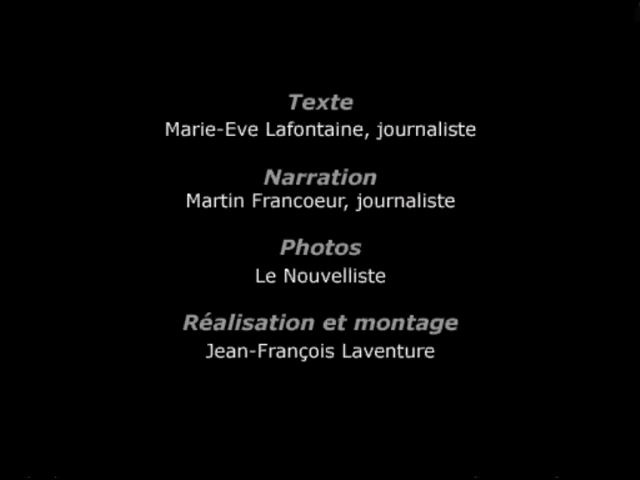 Texte
Marie-Eve Lafontaine, journaliste
Narration
Martin Francoeur, journaliste
Photos
Le Nouvelliste
Réalisation et montage
Jean-François Laventure